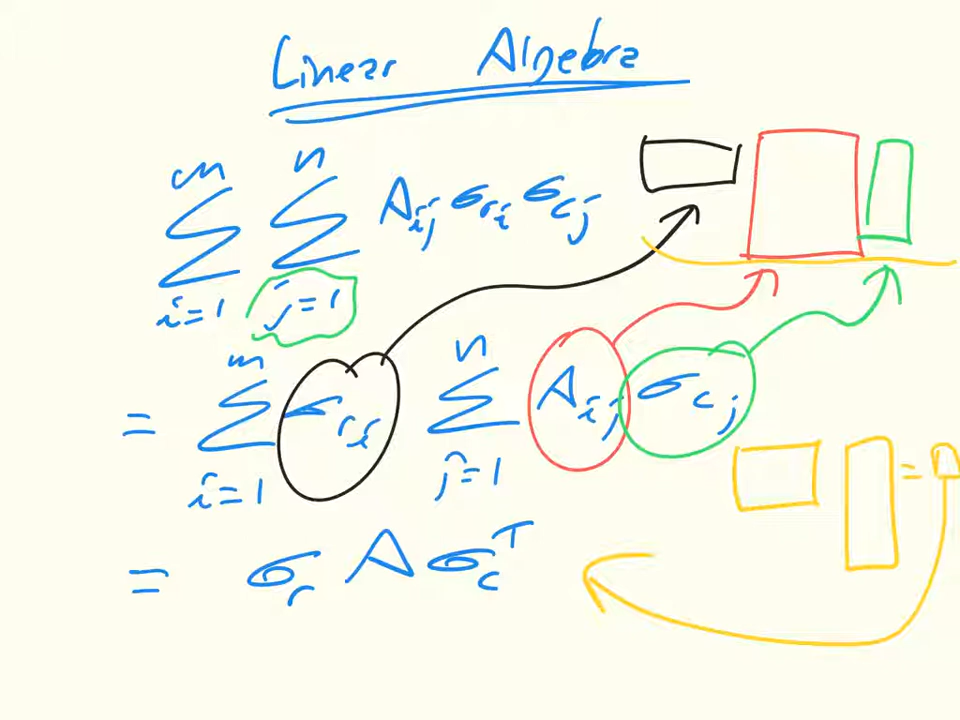 Linear Algebra
m n
∑ ∑ A_ij σ_ri σ_cj
i=1 j=1
m n
= ∑ σ_ri ∑ A_ij σ_cj
i=1 j=1
=
= σ_r A σ_c^T